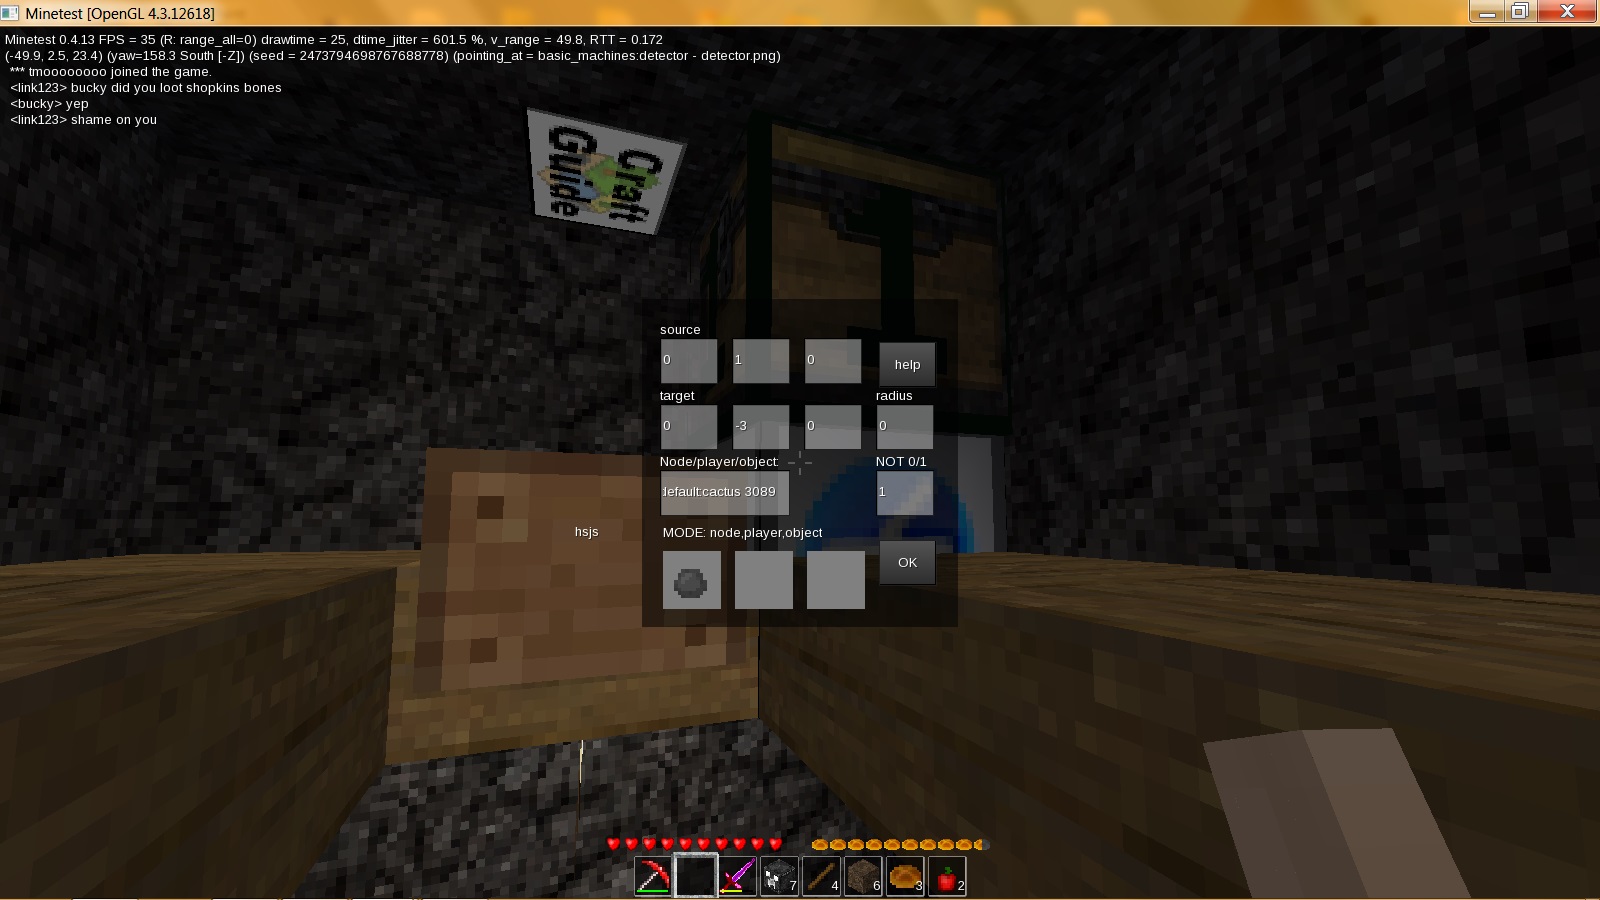 Minetest [OpenGL 4.3.12618]
Minetest 0.4.13 FPS = 35 (R: range_all=0) drawtime = 25, dtime_jitter = 601.5 %, v_range = 49.8, RTT = 0.172
(-49.9, 2.5, 23.4) (yaw=158.3 South [-Z]) (seed = 2473794698767688778) (pointing_at = basic_machines:detector - detector.png)
*** tmoooooooo joined the game.
<link123> bucky did you loot shopkins bones
<bucky> yep
<link123> shame on you
Craft
Guide
source
0 1 0 help
target radius
0 -3 0 0
Node/player/object: NOT 0/1
default:cactus 3089 1
hsjs
MODE: node,player,object
OK
7 4 6 3 2